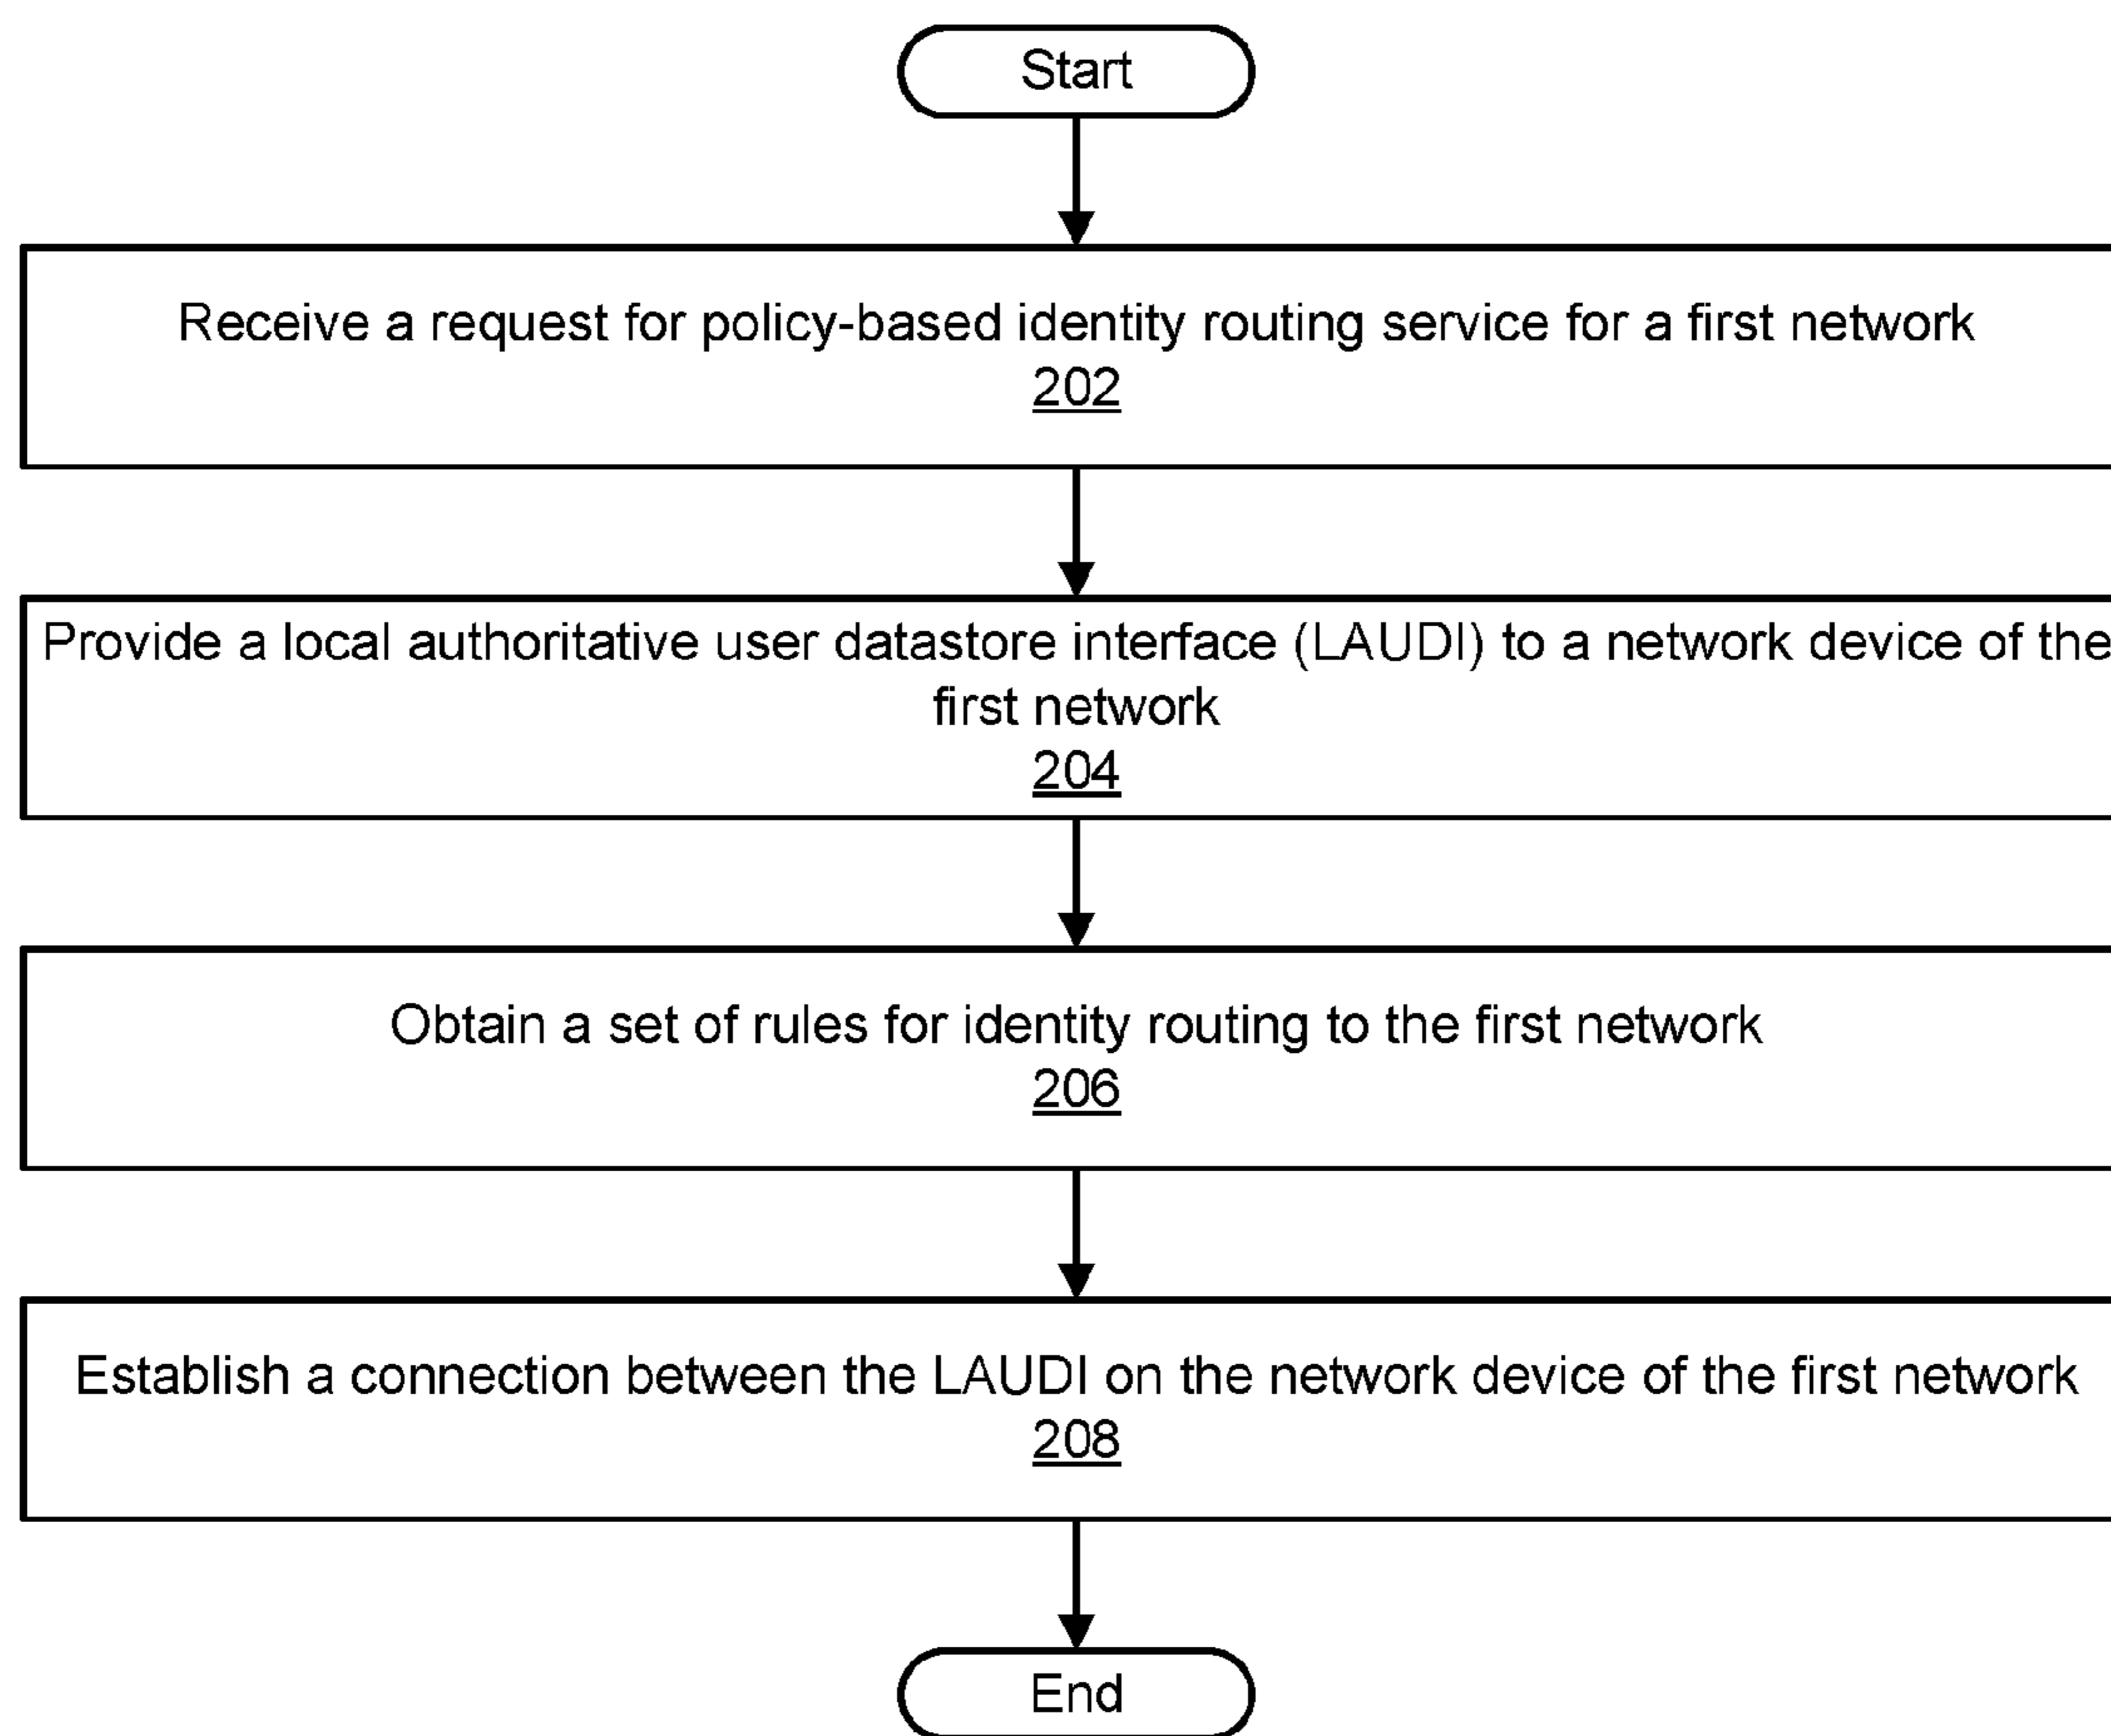 Start
Receive a request for policy-based identity routing service for a first network
202
Provide a local authoritative user datastore interface (LAUDI) to a network device of the
first network
204
Obtain a set of rules for identity routing to the first network
206
Establish a connection between the LAUDI on the network device of the first network
208
End